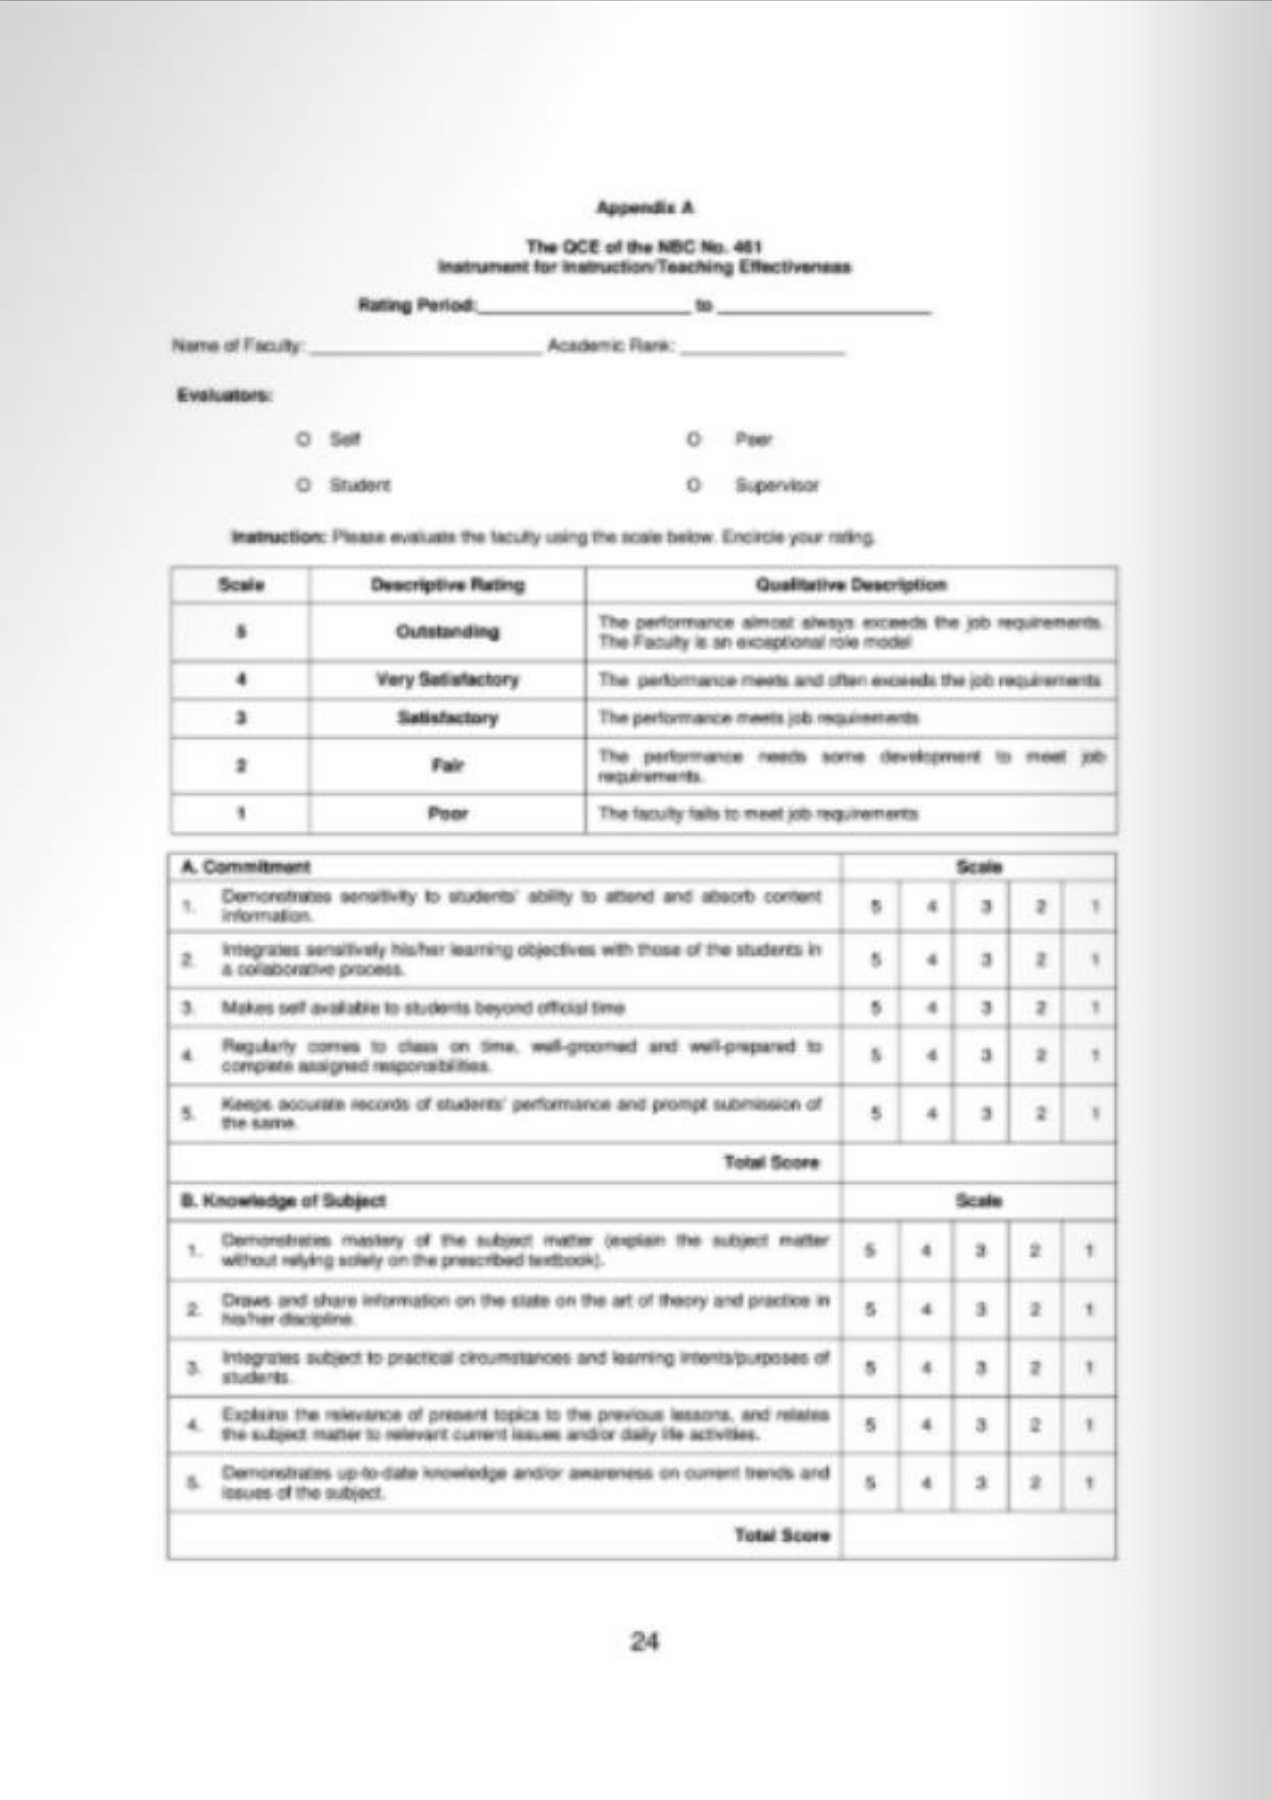 Appendix A
The QCE of the NBC No. 461
Instrument for Instruction/Teaching Effectiveness
Rating Period:____________________ to ____________________
Name of Faculty: ______________________ Academic Rank: ________________
Evaluators:
O Self O Peer
O Student O Supervisor
Instruction: Please evaluate the faculty using the scale below. Encircle your rating.
Scale Descriptive Rating Qualitative Description
5 Outstanding The performance almost always exceeds the job requirements.
The Faculty is an exceptional role model
4 Very Satisfactory The performance meets and often exceeds the job requirements
3 Satisfactory The performance meets job requirements
2 Fair The performance needs some development to meet job
requirements.
1 Poor The faculty fails to meet job requirements
A. Commitment Scale
1. Demonstrates sensitivity to students' ability to attend and absorb content
information. 5 4 3 2 1
2. Integrates sensitively his/her learning objectives with those of the students in
a collaborative process. 5 4 3 2 1
3. Makes self available to students beyond official time 5 4 3 2 1
4. Regularly comes to class on time, well-groomed and well-prepared to
complete assigned responsibilities. 5 4 3 2 1
5. Keeps accurate records of students' performance and prompt submission of
the same. 5 4 3 2 1
Total Score
B. Knowledge of Subject Scale
1. Demonstrates mastery of the subject matter (explain the subject matter
without relying solely on the prescribed textbook). 5 4 3 2 1
2. Draws and share information on the state on the art of theory and practice in
his/her discipline. 5 4 3 2 1
3. Integrates subject to practical circumstances and learning intents/purposes of
students. 5 4 3 2 1
4. Explains the relevance of present topics to the previous lessons, and relates
the subject matter to relevant current issues and/or daily life activities. 5 4 3 2 1
5. Demonstrates up-to-date knowledge and/or awareness on current trends and
issues of the subject. 5 4 3 2 1
Total Score
24